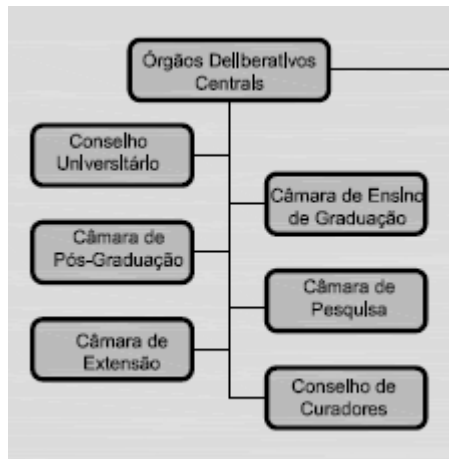 Órgãos Deliberativos
Centrais
Conselho
Universitário
Câmara de Ensino
de Graduação
Câmara de
Pós-Graduação
Câmara de
Pesquisa
Câmara de
Extensão
Conselho de
Curadores